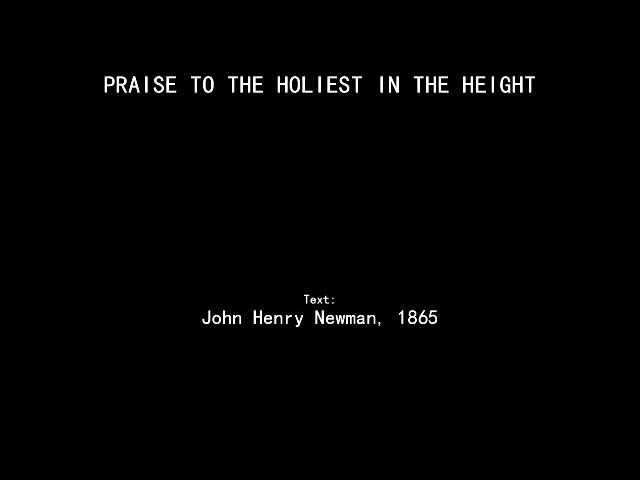 PRAISE TO THE HOLIEST IN THE HEIGHT
Text:
John Henry Newman, 1865